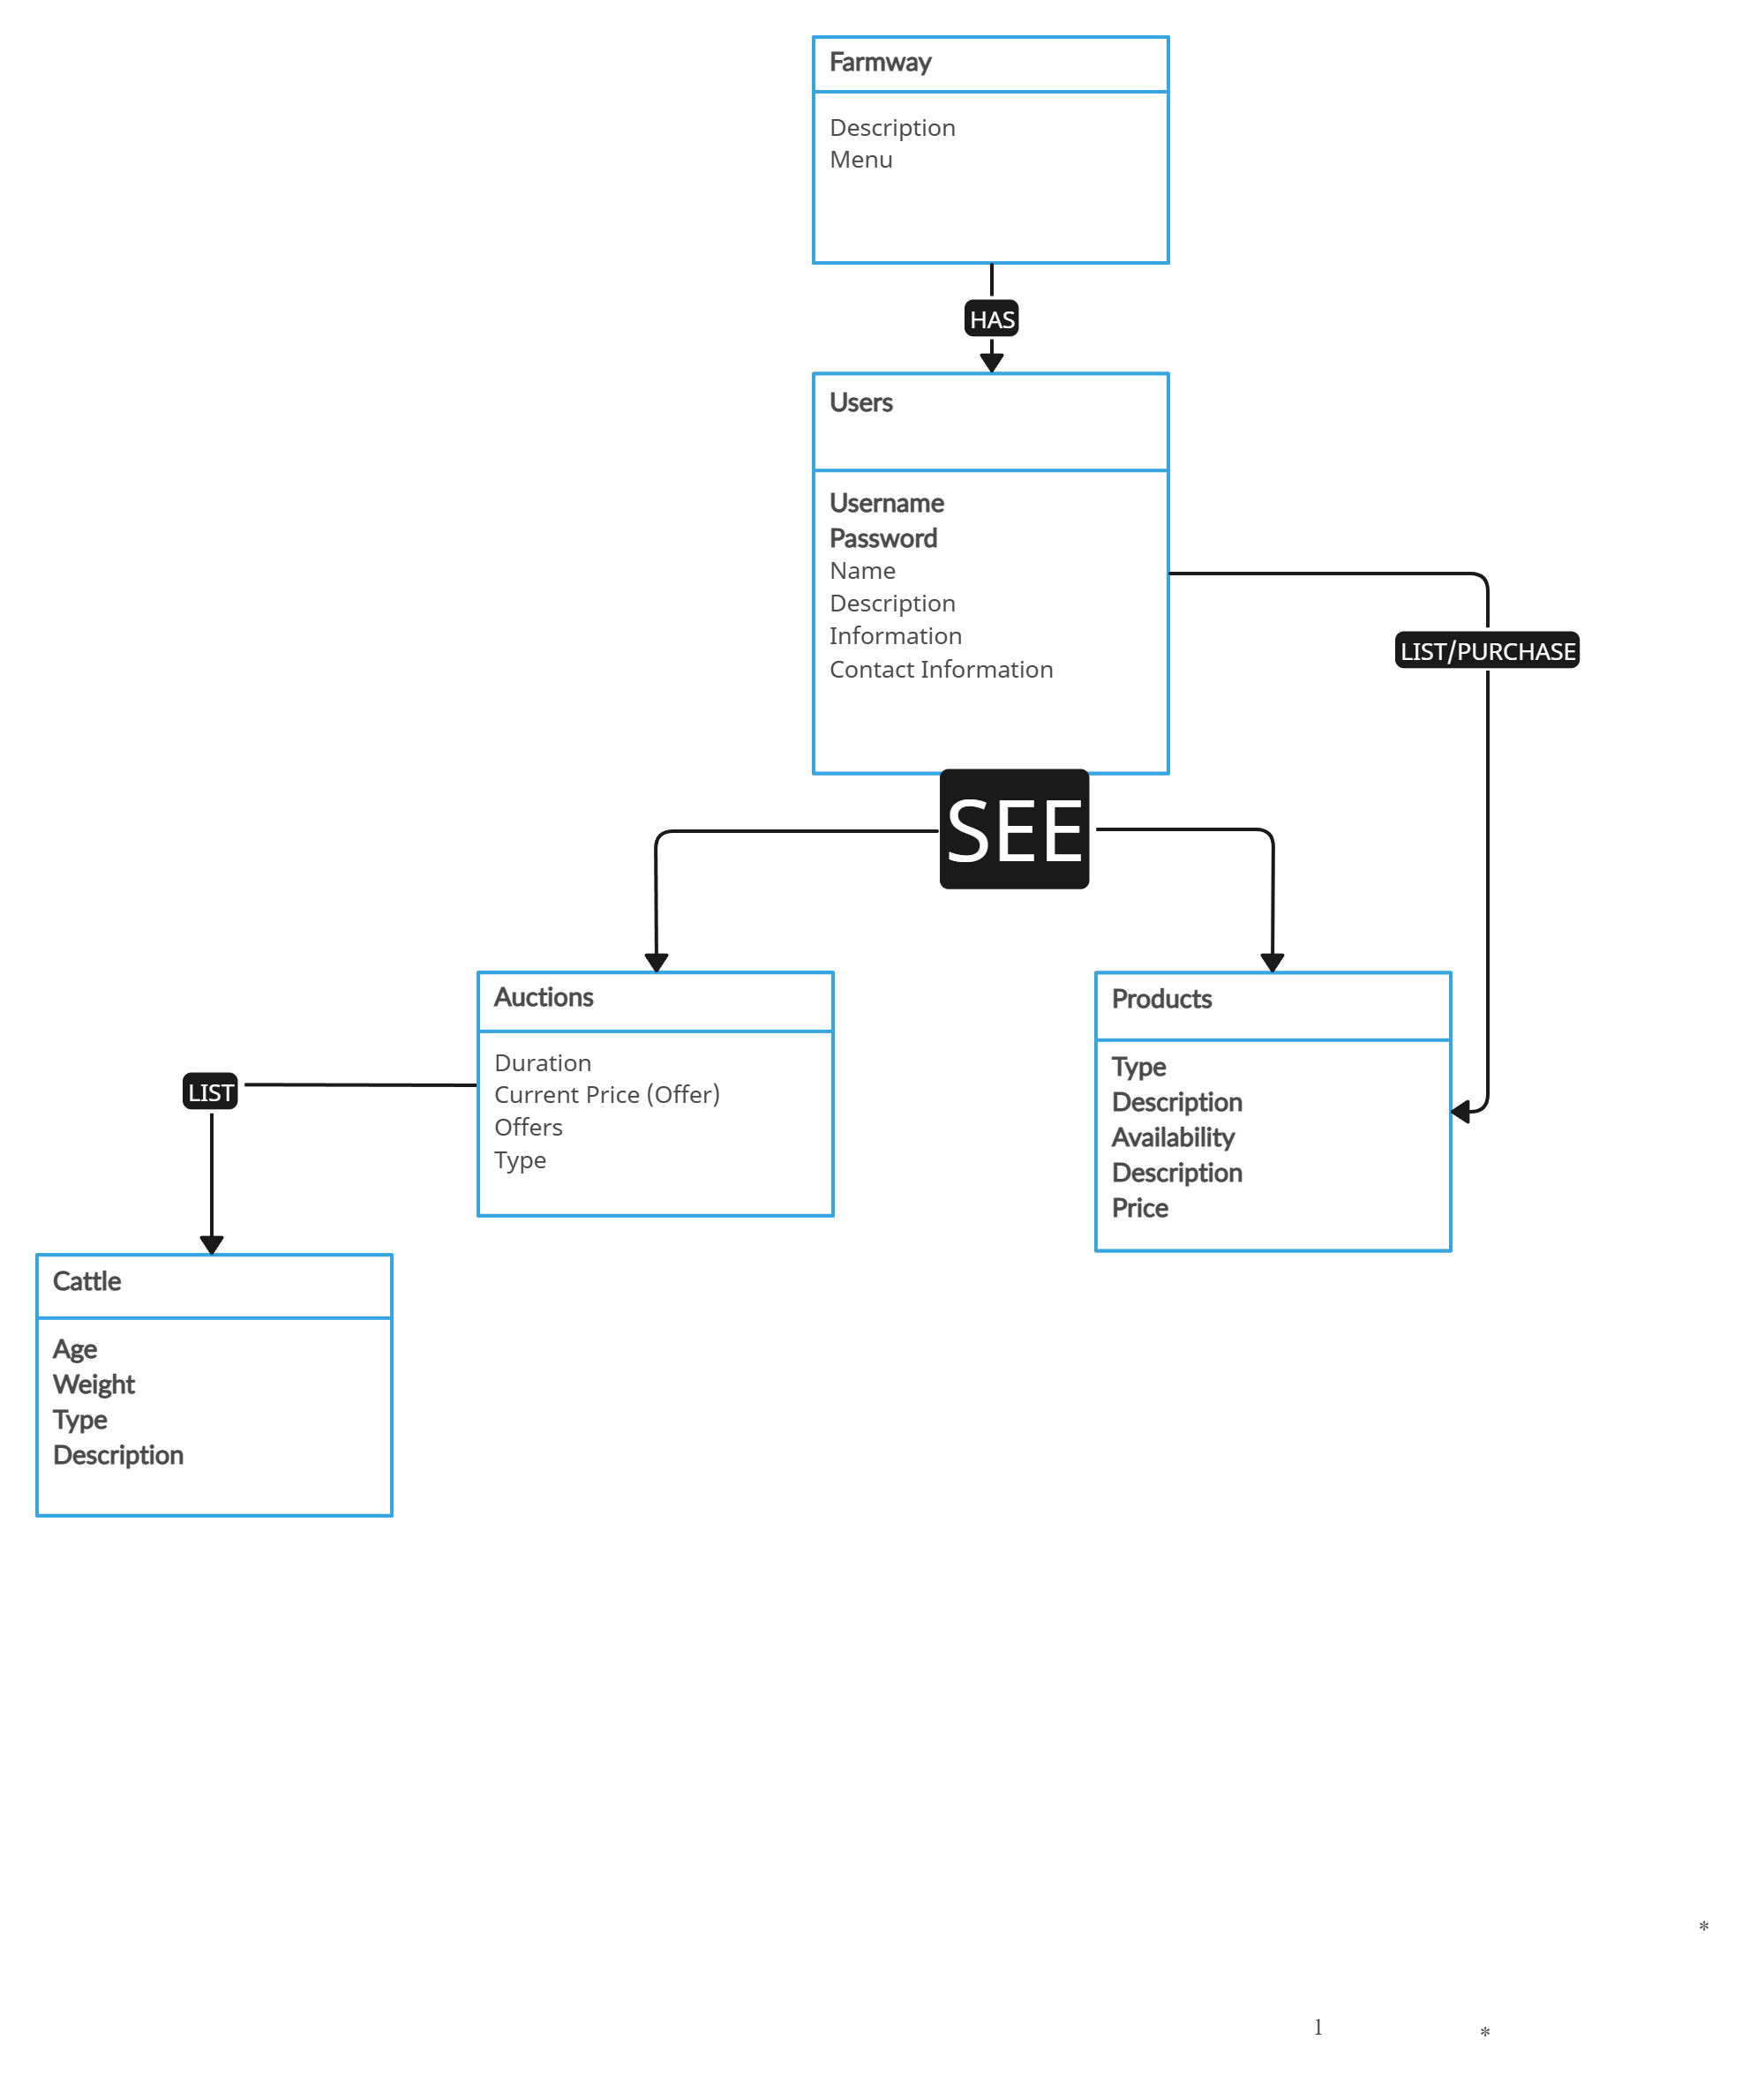 Farmway
Description
Menu
HAS
Users
Username
Password
Name
Description
Information
Contact Information
LIST/PURCHASE
SEE
Auctions
Duration
Current Price (Offer)
Offers
Type
Products
Type
Description
Availability
Description
Price
LIST
Cattle
Age
Weight
Type
Description
*
1
*